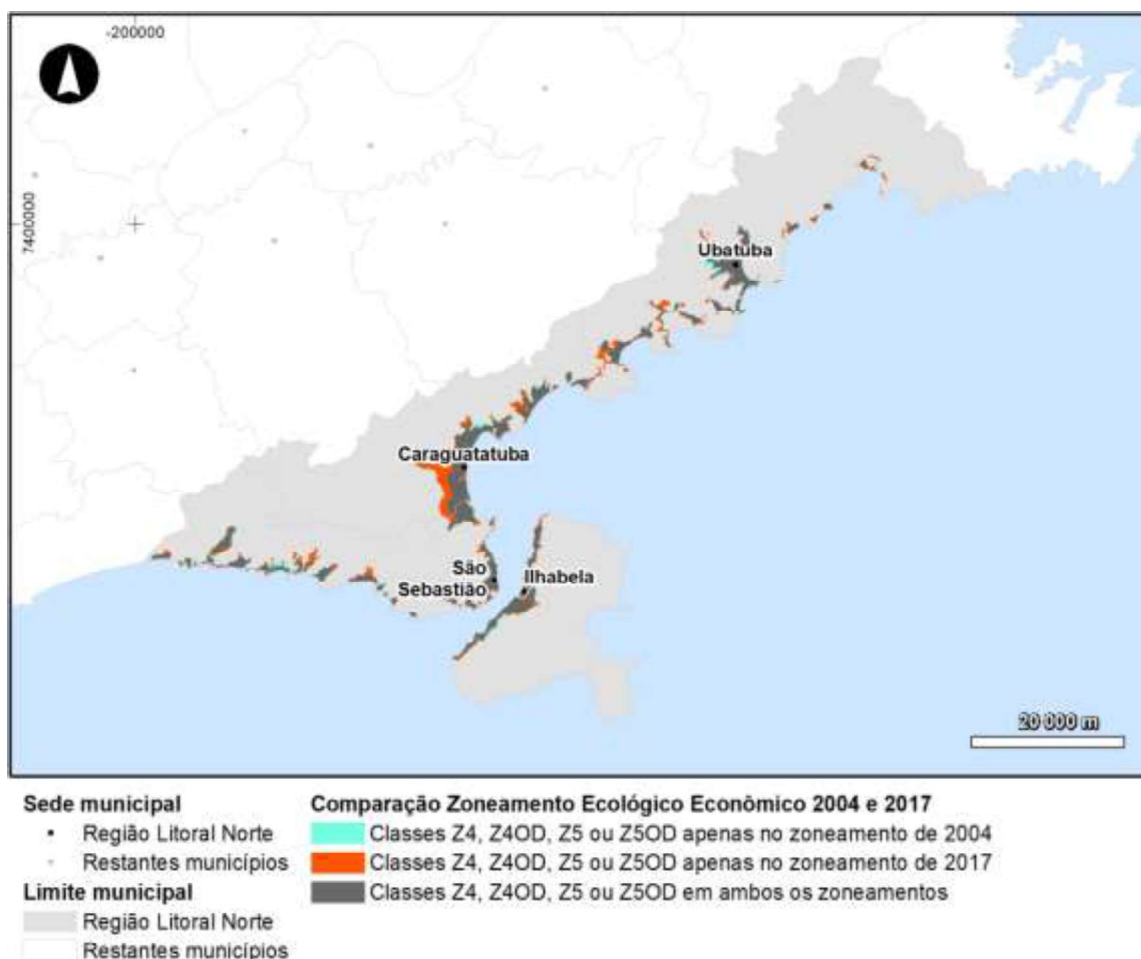 -200000
7400000
Ubatuba
Caraguatatuba
São
Sebastião
Ilhabela
20 000 m
Sede municipal
Região Litoral Norte
Restantes municípios
Limite municipal
Região Litoral Norte
Restantes municípios
Comparação Zoneamento Ecológico Econômico 2004 e 2017
Classes Z4, Z4OD, Z5 ou Z5OD apenas no zoneamento de 2004
Classes Z4, Z4OD, Z5 ou Z5OD apenas no zoneamento de 2017
Classes Z4, Z4OD, Z5 ou Z5OD em ambos os zoneamentos